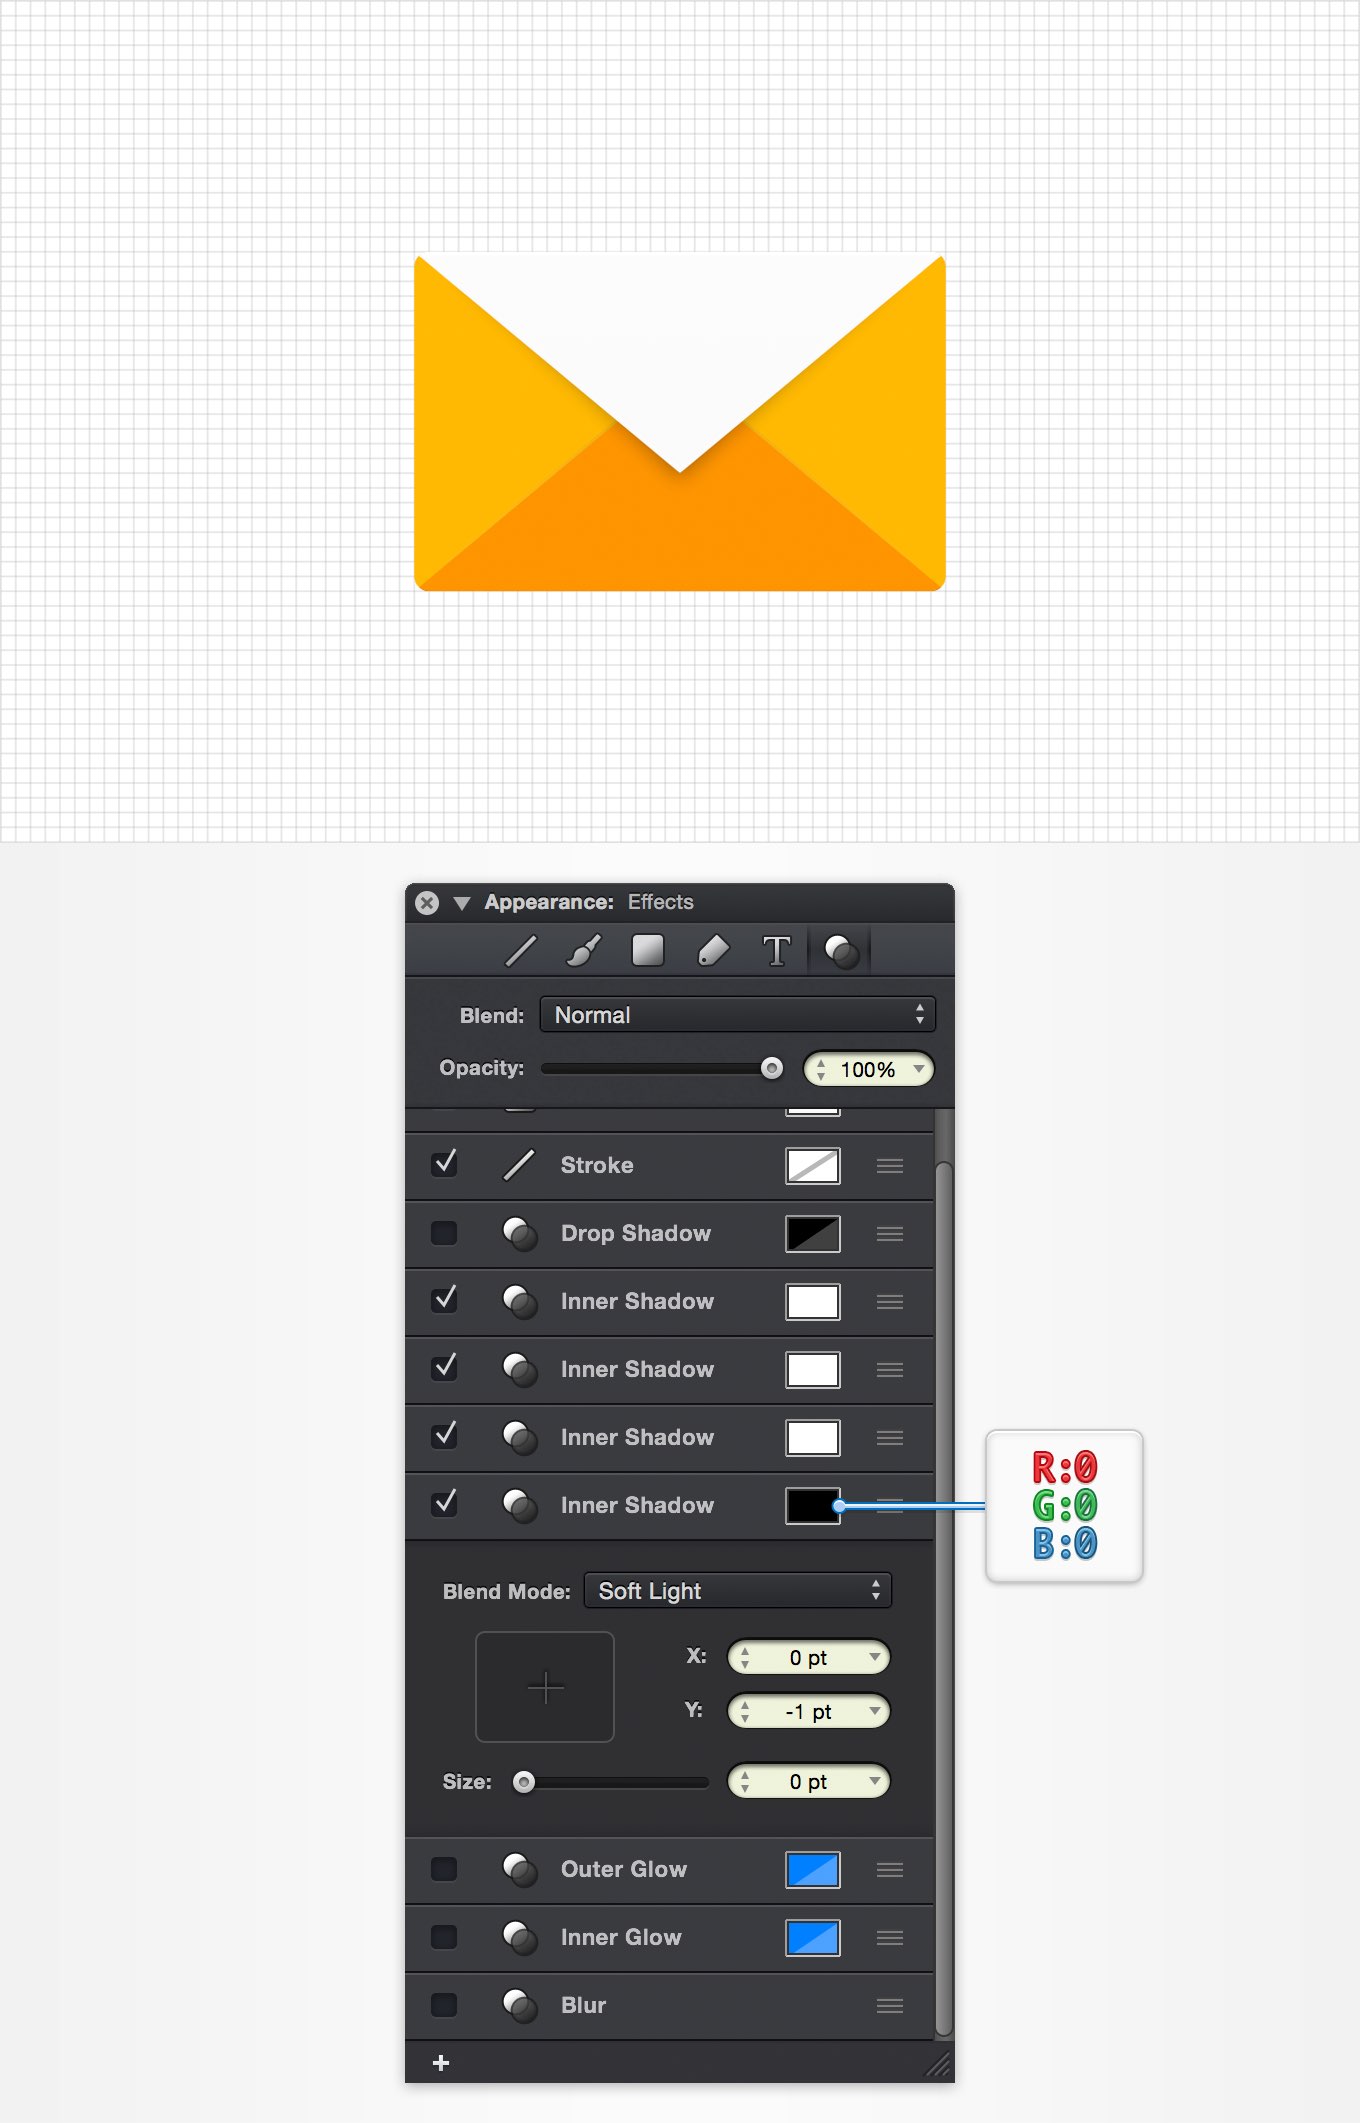 Appearance: Effects
T
Blend: Normal
Opacity: 100%
Stroke
Drop Shadow
Inner Shadow
Inner Shadow
Inner Shadow
Inner Shadow
R:0
G:0
B:0
Blend Mode: Soft Light
X: 0 pt
Y: -1 pt
Size: 0 pt
Outer Glow
Inner Glow
Blur